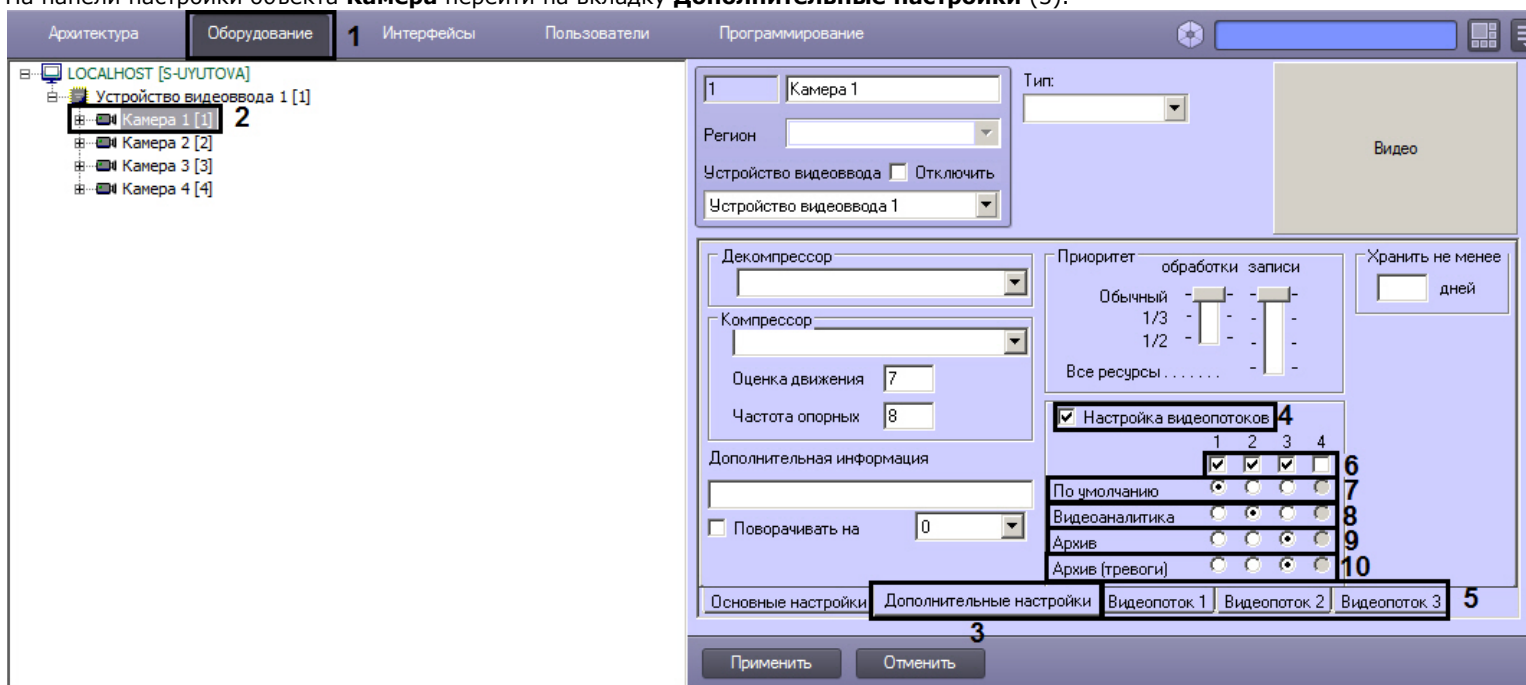 На панели настройки объекта Камера перейти на вкладку Дополнительные настройки (3).
Архитектура Оборудование 1 Интерфейсы Пользователи Программирование
LOCALHOST [S-UYUTOVA]
Устройство видеоввода 1 [1]
Камера 1 [1] 2
Камера 2 [2]
Камера 3 [3]
Камера 4 [4]
1 Камера 1
Тип:
Регион
Видео
Устройство видеоввода Отключить
Устройство видеоввода 1
Декомпрессор
Компрессор
Оценка движения 7
Частота опорных 8
Дополнительная информация
Поворачивать на 0
Приоритет обработки записи
Обычный
1/3
1/2
Все ресурсы.......
Хранить не менее
дней
Настройка видеопотоков 4
1 2 3 4
6
По умолчанию 7
Видеоаналитика 8
Архив 9
Архив (тревоги) 10
Основные настройки Дополнительные настройки Видеопоток 1 Видеопоток 2 Видеопоток 3 5
3
Применить Отменить